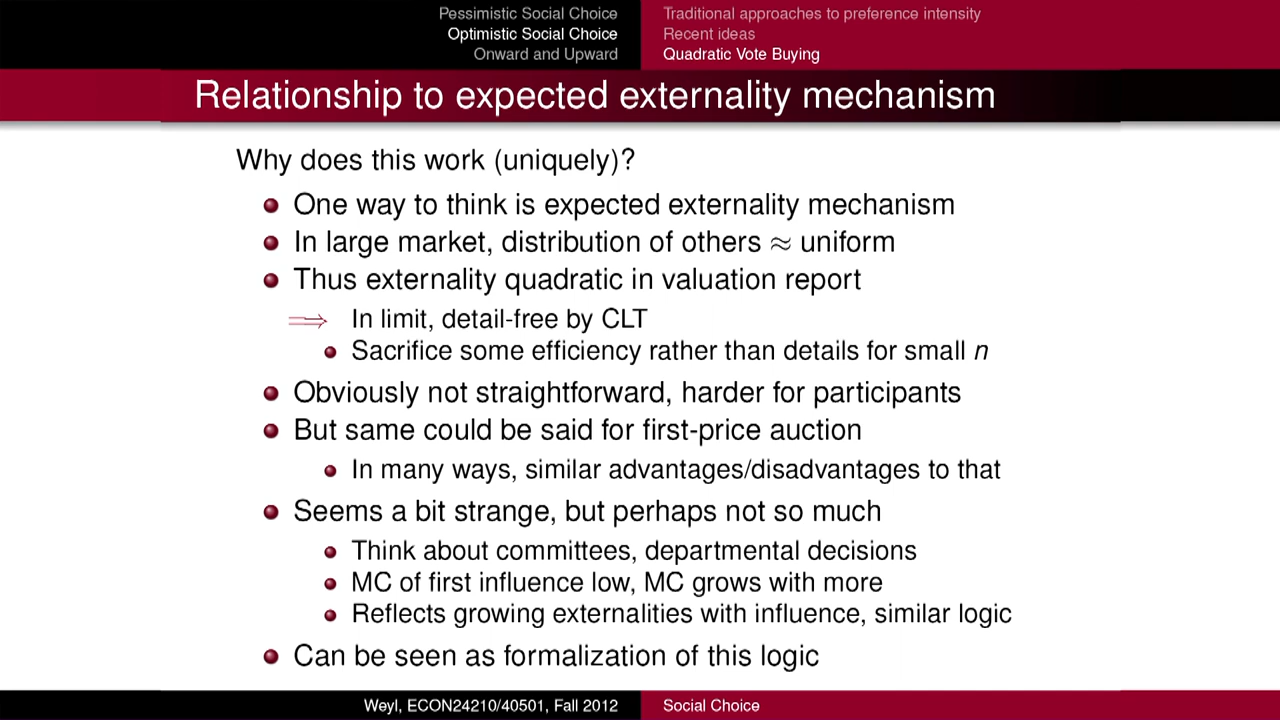 Pessimistic Social Choice
Optimistic Social Choice
Onward and Upward
Traditional approaches to preference intensity
Recent ideas
Quadratic Vote Buying
Relationship to expected externality mechanism
Why does this work (uniquely)?
One way to think is expected externality mechanism
In large market, distribution of others ≈ uniform
Thus externality quadratic in valuation report
⟹ In limit, detail-free by CLT
Sacrifice some efficiency rather than details for small n
Obviously not straightforward, harder for participants
But same could be said for first-price auction
In many ways, similar advantages/disadvantages to that
Seems a bit strange, but perhaps not so much
Think about committees, departmental decisions
MC of first influence low, MC grows with more
Reflects growing externalities with influence, similar logic
Can be seen as formalization of this logic
Weyl, ECON24210/40501, Fall 2012
Social Choice